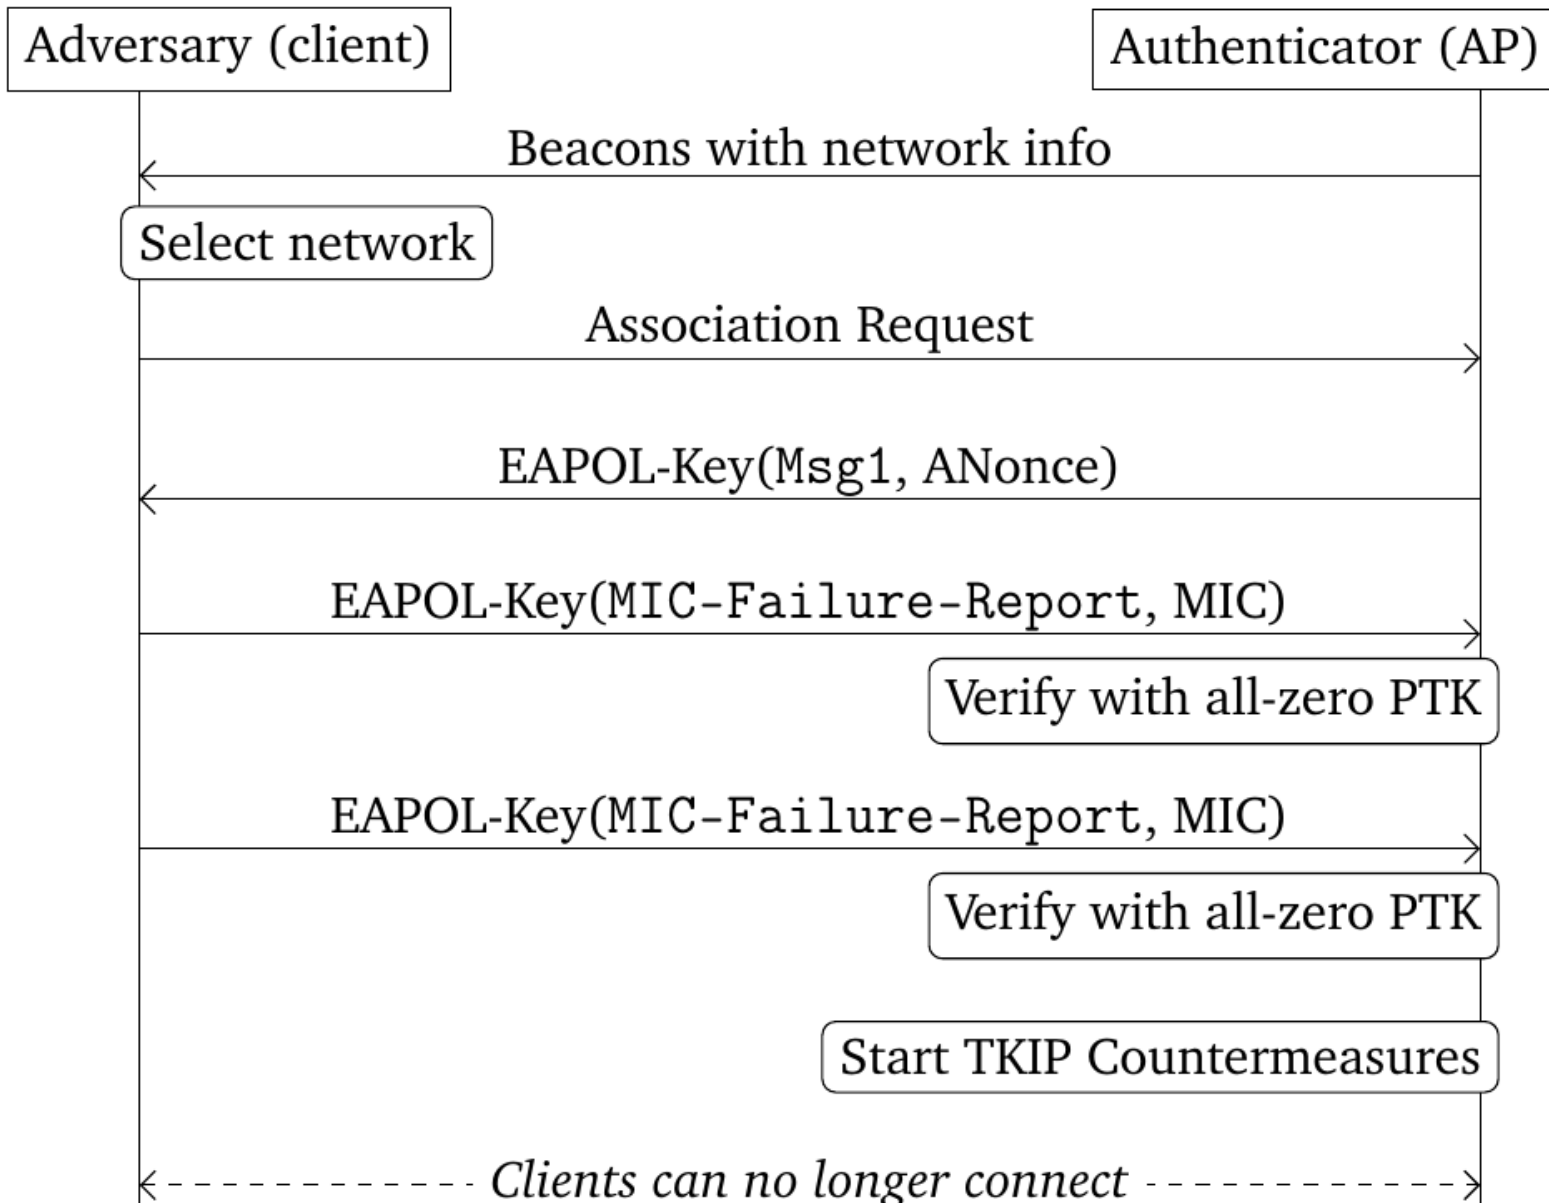 Adversary (client)
Authenticator (AP)
Beacons with network info
Select network
Association Request
EAPOL-Key(Msg1, ANonce)
EAPOL-Key(MIC-Failure-Report, MIC)
Verify with all-zero PTK
EAPOL-Key(MIC-Failure-Report, MIC)
Verify with all-zero PTK
Start TKIP Countermeasures
Clients can no longer connect